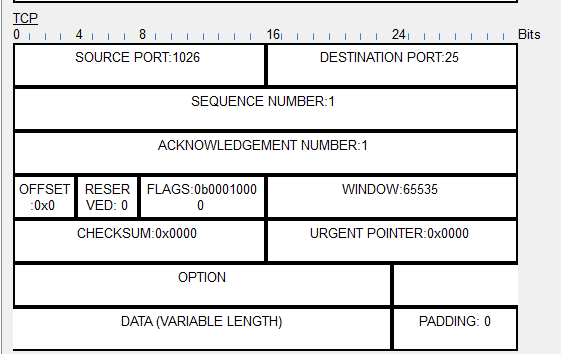 TCP
0 4 8 16 24 Bits
SOURCE PORT:1026 DESTINATION PORT:25
SEQUENCE NUMBER:1
ACKNOWLEDGEMENT NUMBER:1
OFFSET RESER FLAGS:0b0001000 WINDOW:65535
:0x0 VED: 0 0
CHECKSUM:0x0000 URGENT POINTER:0x0000
OPTION
DATA (VARIABLE LENGTH) PADDING: 0